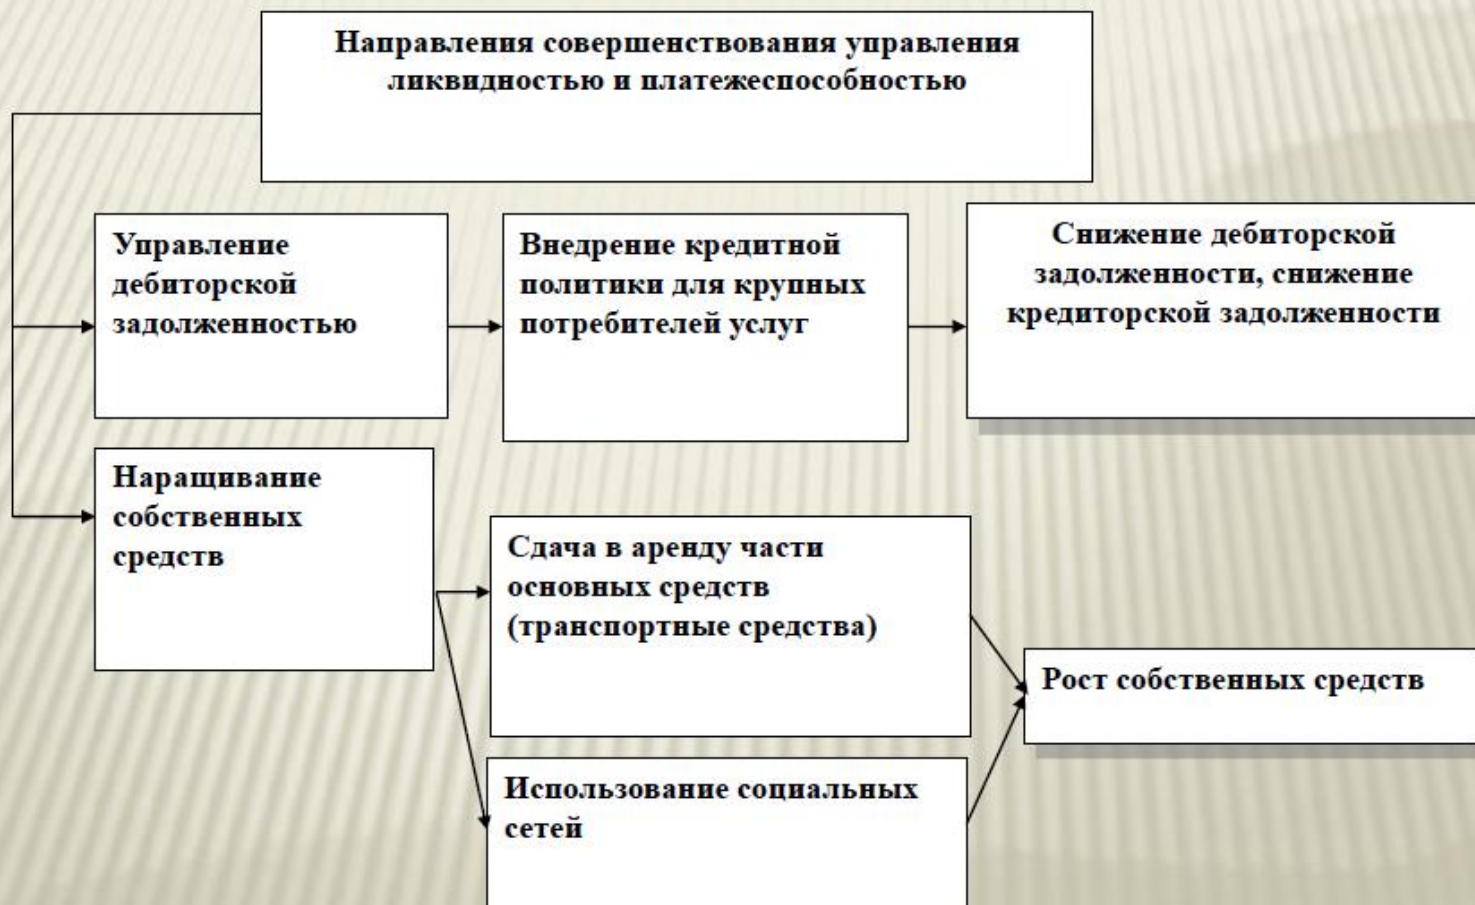 Направления совершенствования управления
ликвидностью и платежеспособностью
Управление
дебиторской
задолженностью
Внедрение кредитной
политики для крупных
потребителей услуг
Снижение дебиторской
задолженности, снижение
кредиторской задолженности
Наращивание
собственных
средств
Сдача в аренду части
основных средств
(транспортные средства)
Рост собственных средств
Использование социальных
сетей